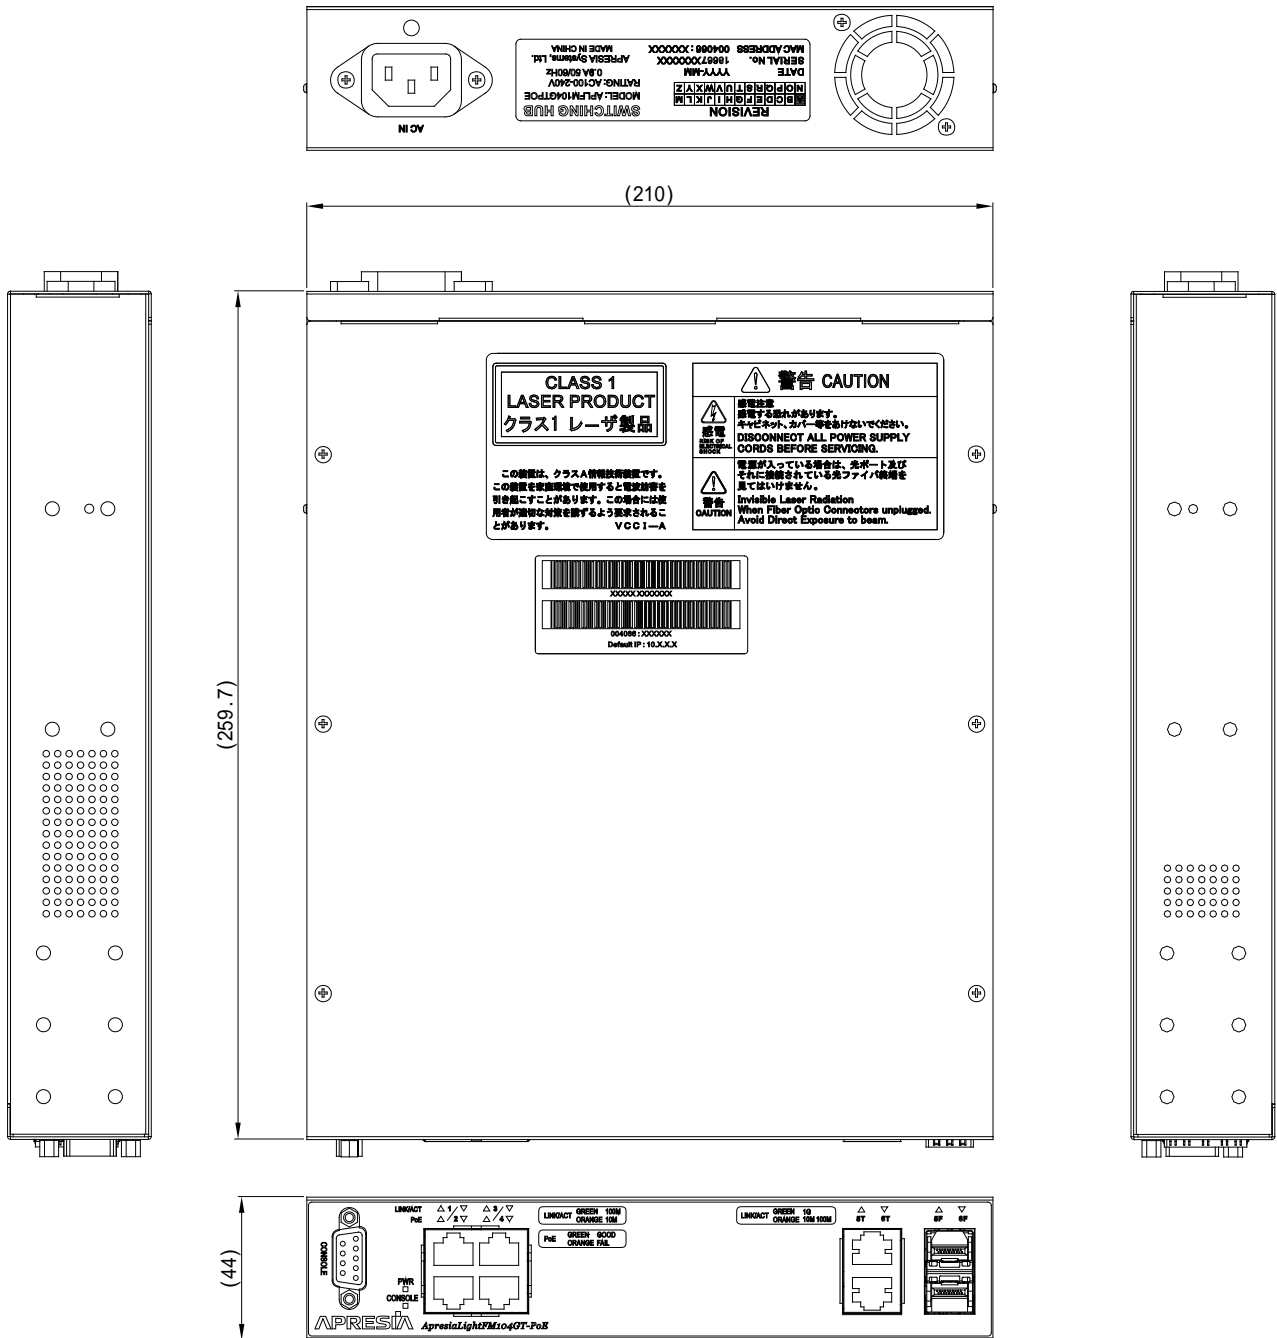 AC IN
SWITCHING HUB
MODEL: APLFM104GTPOE
RATING: AC100-240V
0.9A 50/60Hz
APRESIA Systems, Ltd.
MADE IN CHINA
REVISION
A B C D E F G H I J K L M
N O P Q R S T U V W X Y Z
DATE YYYY-MM
SERIAL No. 18667XXXXXXX
MAC ADDRESS 004066 : XXXXXX
(210)
CLASS 1
LASER PRODUCT
クラス1 レーザ製品
この装置は、クラスA情報技術装置です。
この装置を家庭環境で使用すると電波妨害を
引き起こすことがあります。この場合には使
用者が適切な対策を講ずるよう要求されるこ
とがあります。 VCCI-A
警告 CAUTION
感電
RISK OF
ELECTRICAL
SHOCK
感電注意
感電する恐れがあります。
キャビネット、カバー等をあけないでください。
DISCONNECT ALL POWER SUPPLY
CORDS BEFORE SERVICING.
警告
CAUTION
電源が入っている場合は、光ポート及び
それに接続されている光ファイバ終端を
見てはいけません。
Invisible Laser Radiation
When Fiber Optic Connectors unplugged.
Avoid Direct Exposure to beam.
XXXXXXXXXXXX
004066 : XXXXXX
Default IP : 10.X.X.X
(259.7)
(44)
CONSOLE
PWR
CONSOLE
APRESIA
LINK/ACT △ 1 / ▽ △ 3 / ▽
PoE △ / 2 ▽ △ / 4 ▽
LINK/ACT GREEN 100M
ORANGE 10M
PoE GREEN GOOD
ORANGE FAIL
ApresiaLightFM104GT-PoE
LINK/ACT GREEN 1G
ORANGE 10M 100M
△ ▽
5T 6T
△ ▽
5F 6F